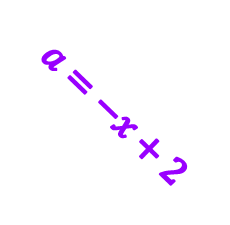 a = -x + 2